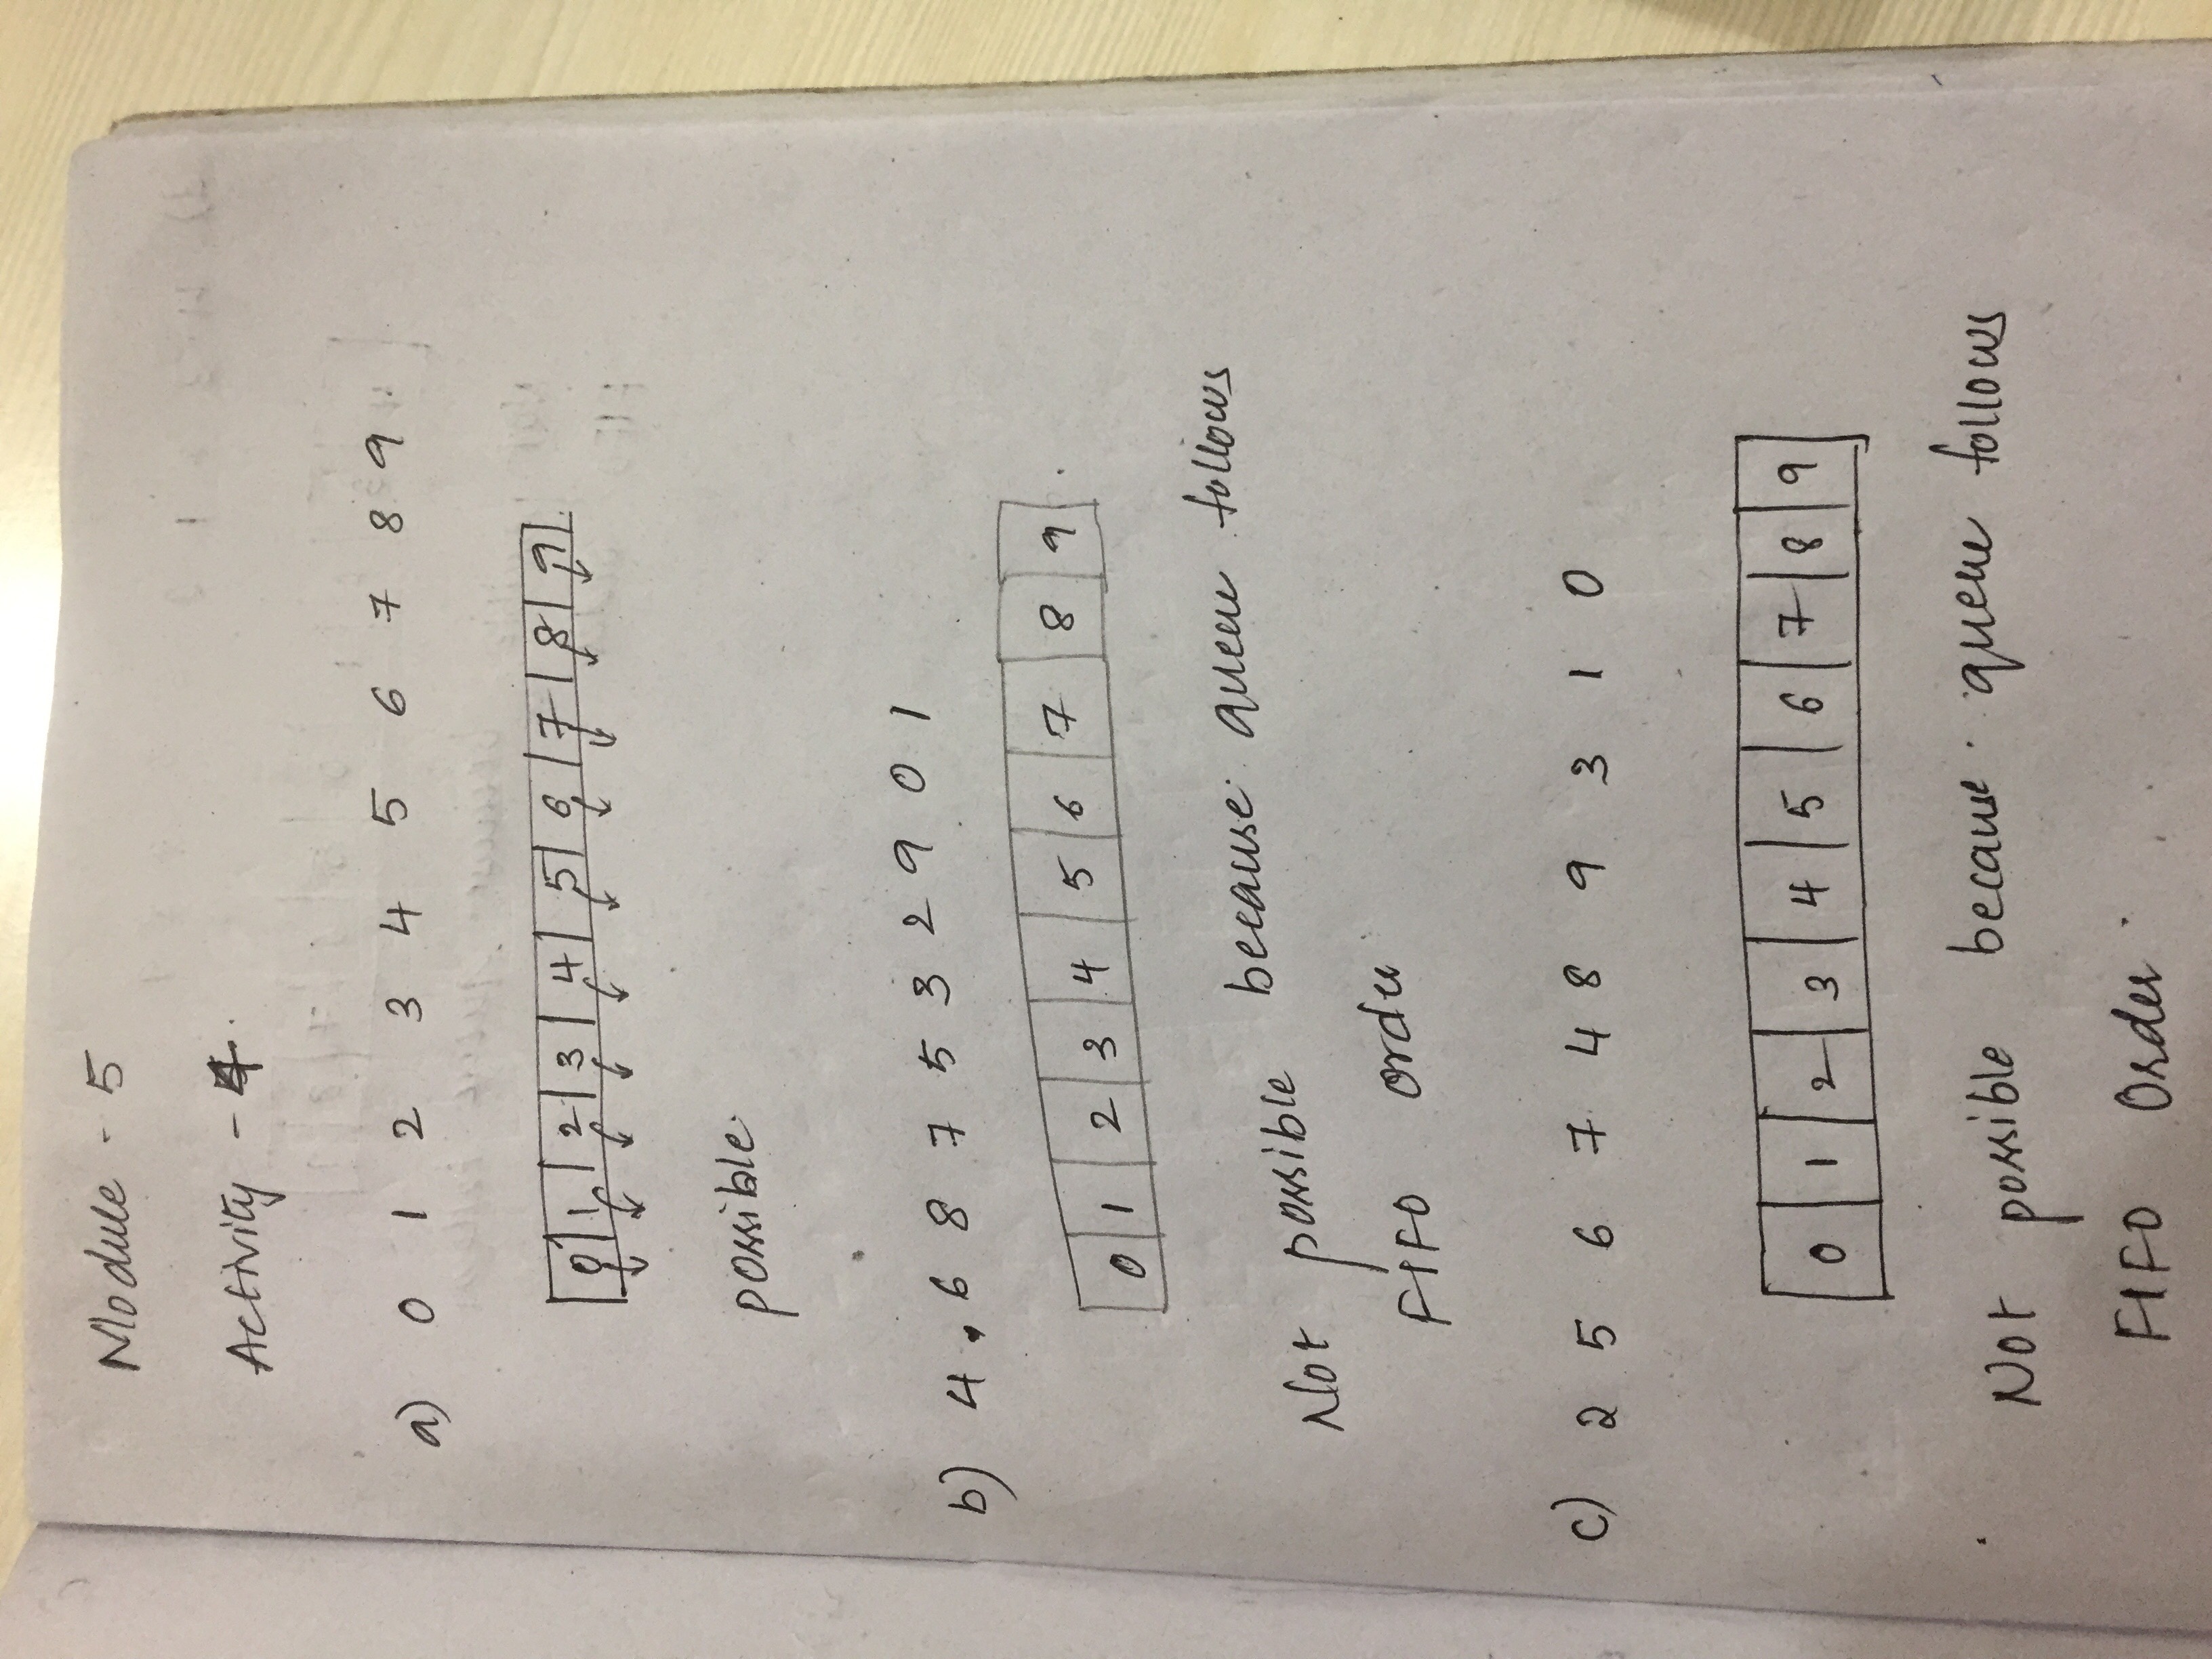 Module - 5
Activity - 4.
a) 0 1 2 3 4 5 6 7 8 9.
0 1 2 3 4 5 6 7 8 9
possible.
b) 4 6 8 7 5 3 2 9 0 1
0 1 2 3 4 5 6 7 8 9
Not possible because queue follows
FIFO order
c) 2 5 6 7 4 8 9 3 1 0
0 1 2 3 4 5 6 7 8 9
Not possible because queue follows
FIFO Order.